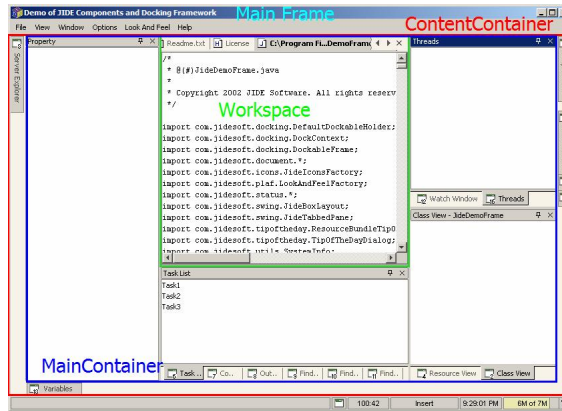 Demo of JIDE Components and Docking Framework
Main Frame
File View Window Options Look And Feel Help
ContentContainer
Server Explorer
Property
Readme.txt License C:\Program Fi...DemoFram
Threads
/*
* @(#)JideDemoFrame.java
*
* Copyright 2002 JIDE Software. All rights reserv
*/
Workspace
import com.jidesoft.docking.DefaultDockableHolder;
import com.jidesoft.docking.DockContext;
import com.jidesoft.docking.DockableFrame;
import com.jidesoft.document.*;
import com.jidesoft.icons.JideIconsFactory;
import com.jidesoft.plaf.LookAndFeelFactory;
import com.jidesoft.status.*;
import com.jidesoft.swing.JideBoxLayout;
import com.jidesoft.swing.JideTabbedPane;
import com.jidesoft.tipoftheday.ResourceBundleTipO
import com.jidesoft.tipoftheday.TipOfTheDayDialog;
import com.jidesoft.utils.SystemInfo;
Watch Window Threads
Class View - JideDemoFrame
Task List
Task1
Task2
Task3
MainContainer
Task .. Co.. Out.. Find.. Find.. Find..
Resource View Class View
Variables
100:42 Insert 9:29:01 PM 6M of 7M